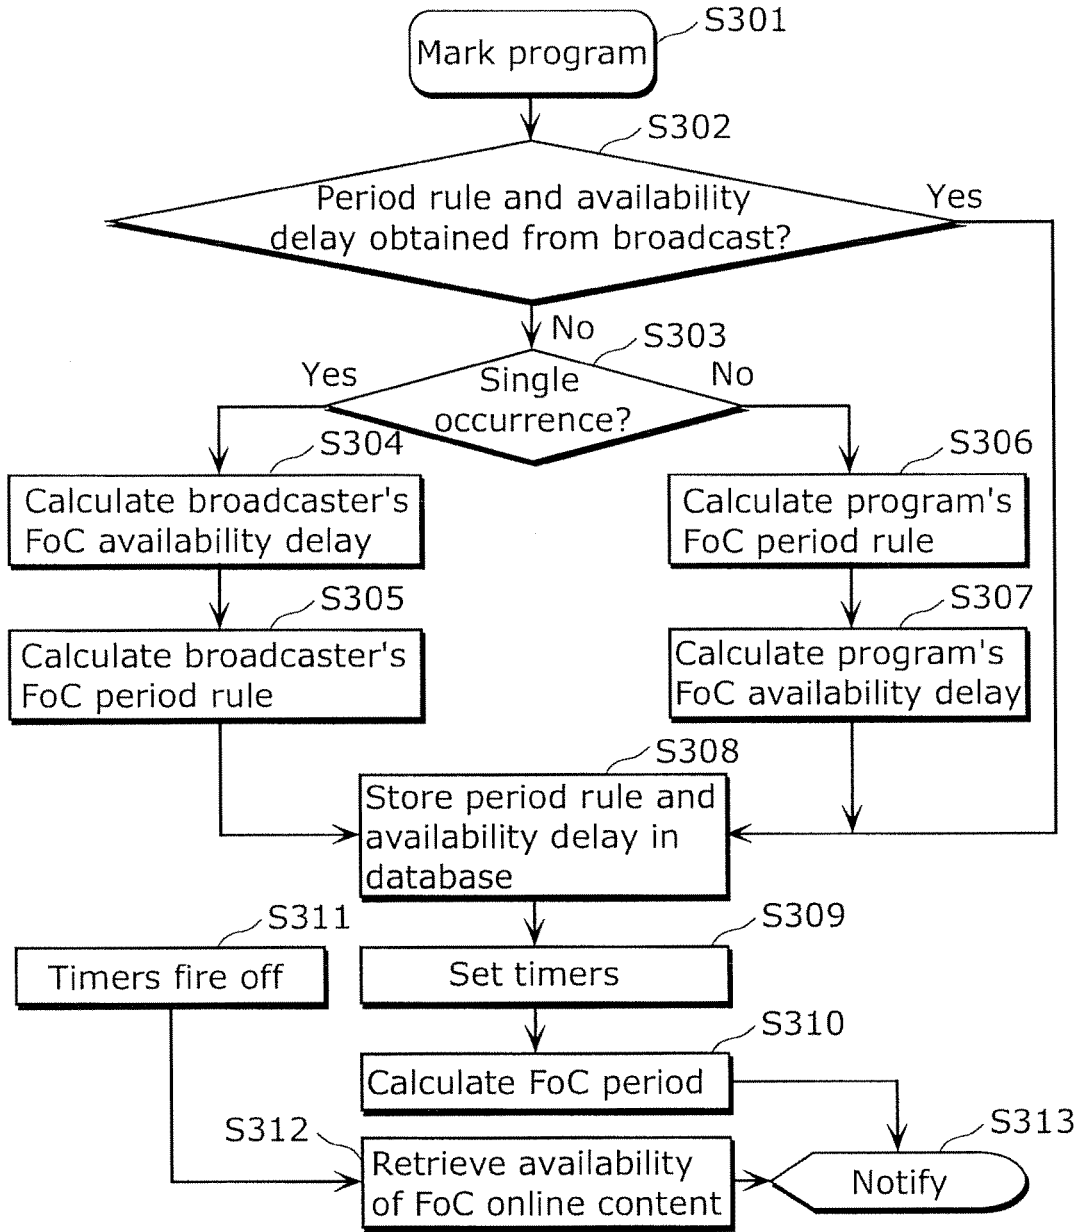 S301
Mark program
S302
Period rule and availability
delay obtained from broadcast?
Yes
No
S303
Yes
Single
occurrence?
No
S304
Calculate broadcaster's
FoC availability delay
S306
Calculate program's
FoC period rule
S305
Calculate broadcaster's
FoC period rule
S307
Calculate program's
FoC availability delay
S308
Store period rule and
availability delay in
database
S311
Timers fire off
S309
Set timers
S310
Calculate FoC period
S312
Retrieve availability
of FoC online content
S313
Notify